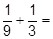 1/9 + 1/3 =